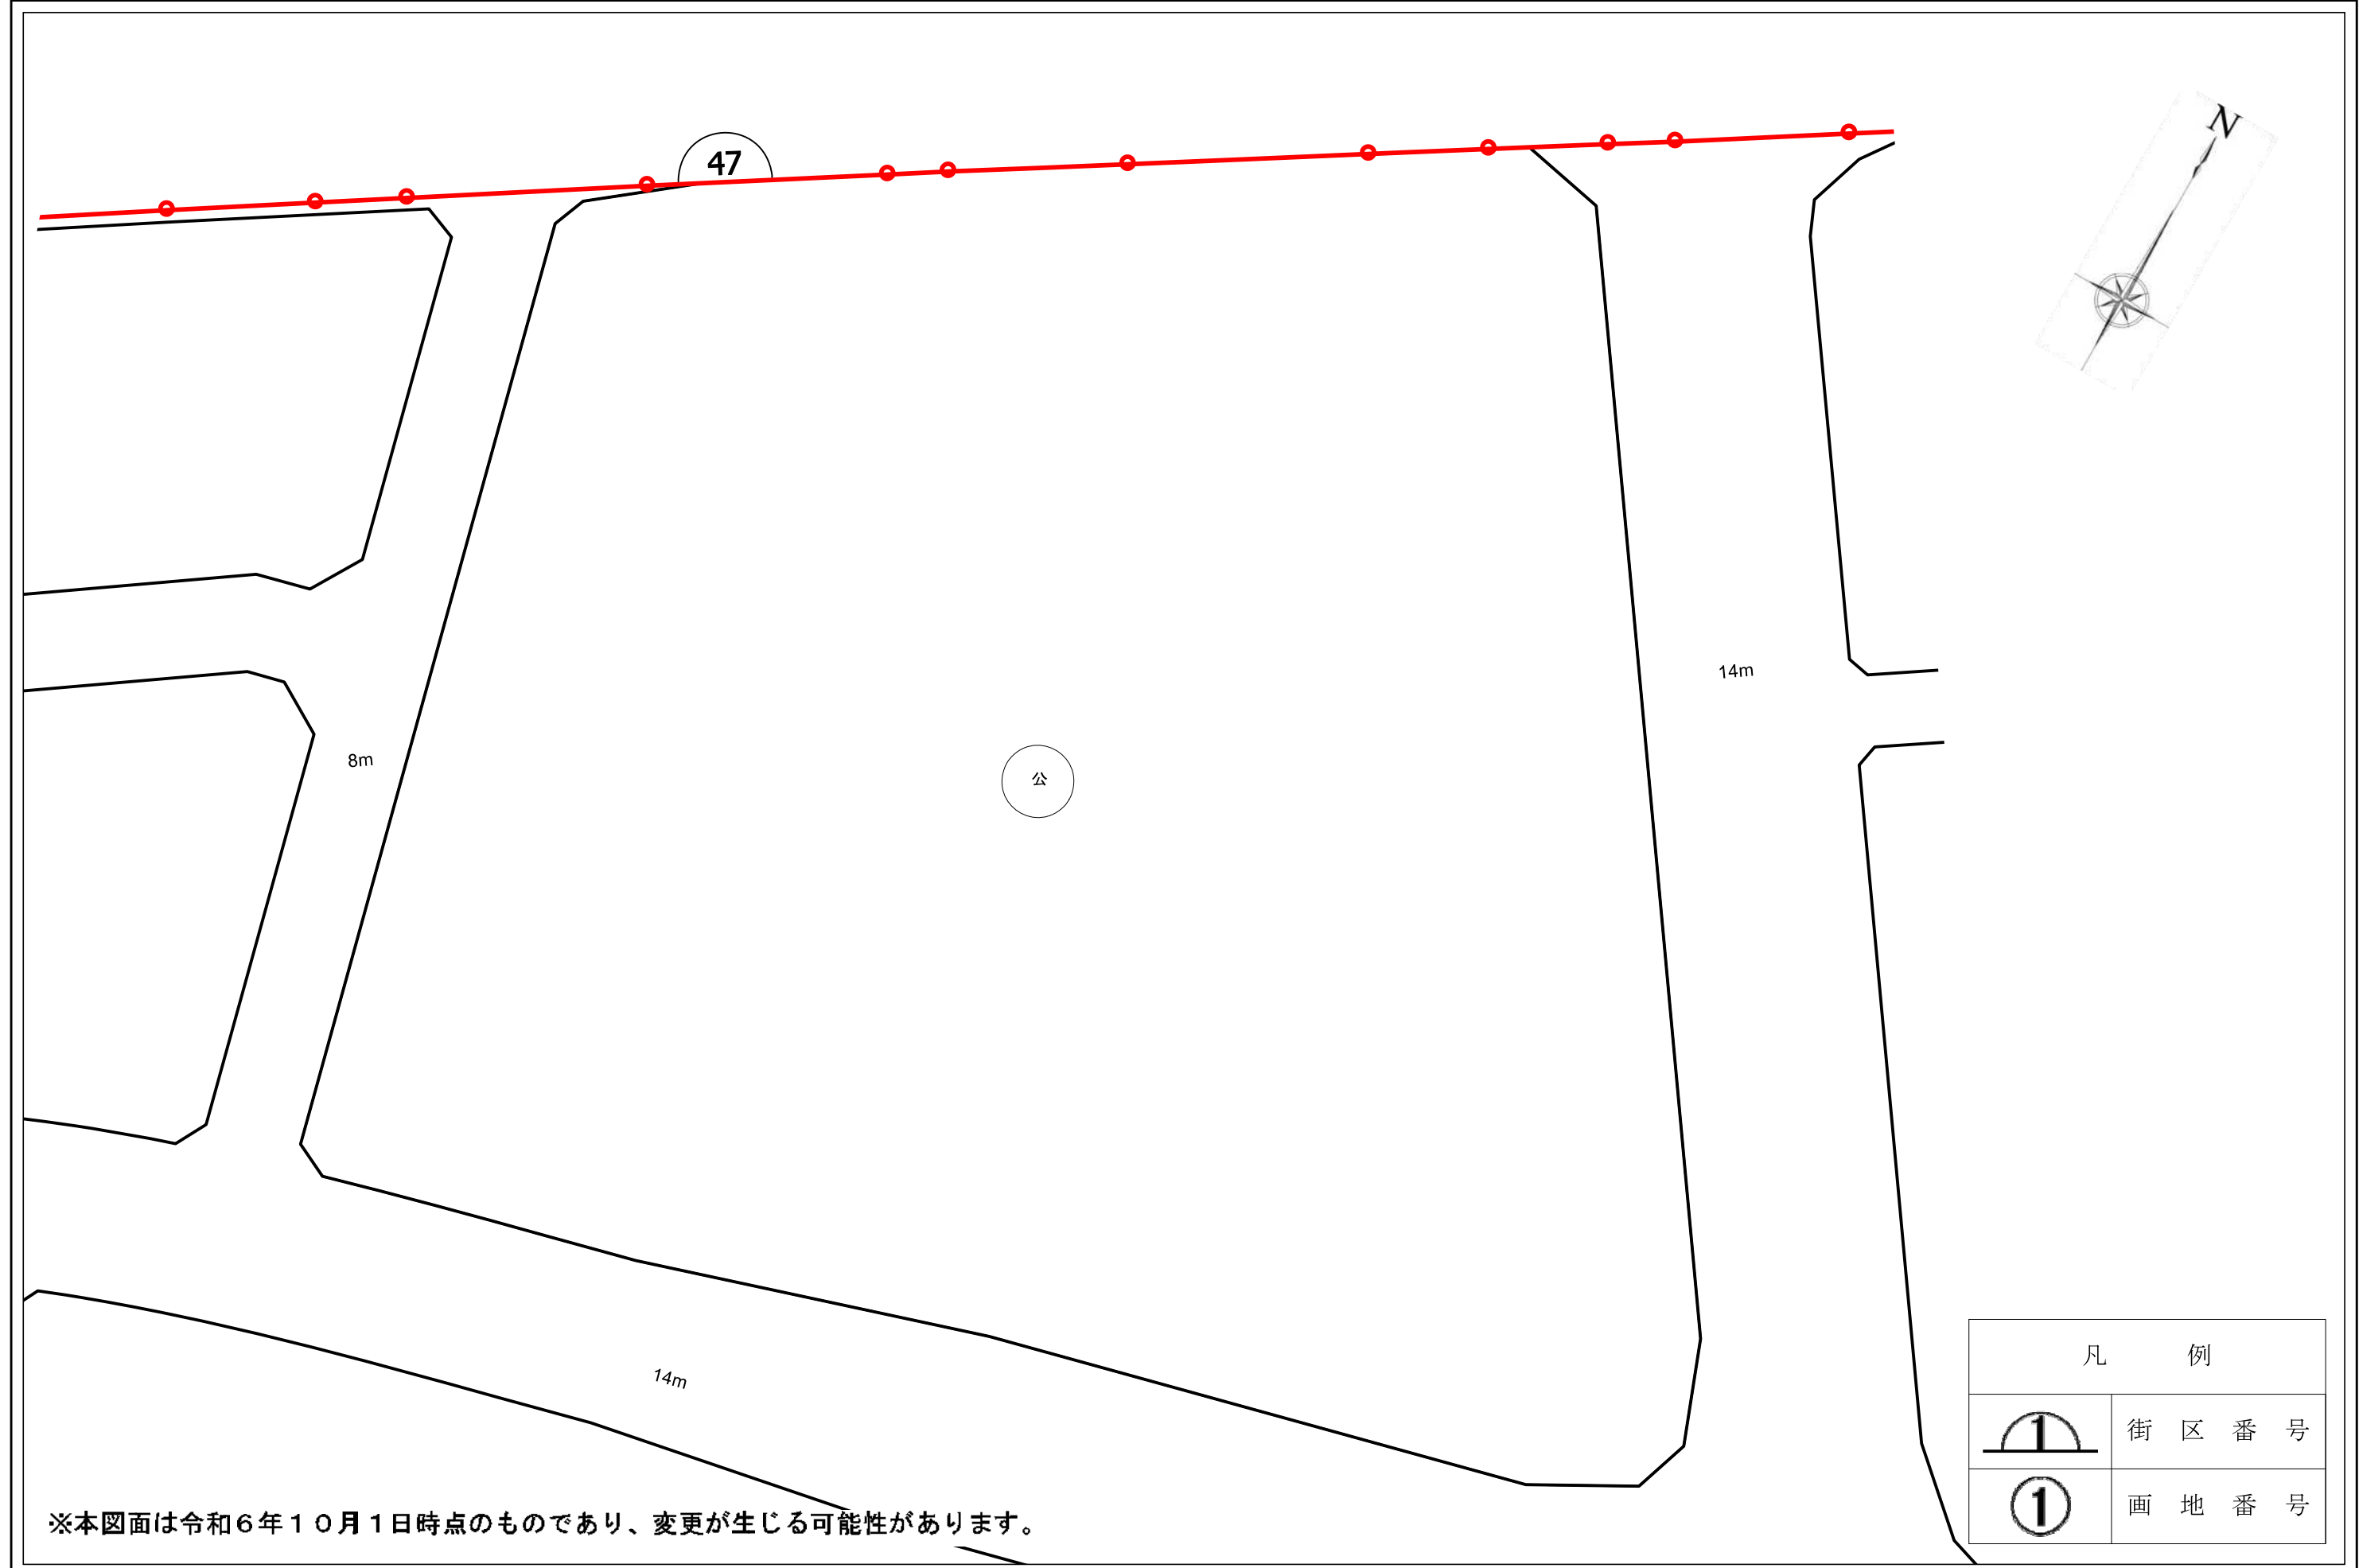 N
47
14m
8m
公
14m
凡 例
1 街区番号
1 画地番号
※本図面は令和６年１０月１日時点のものであり、変更が生じる可能性があります。